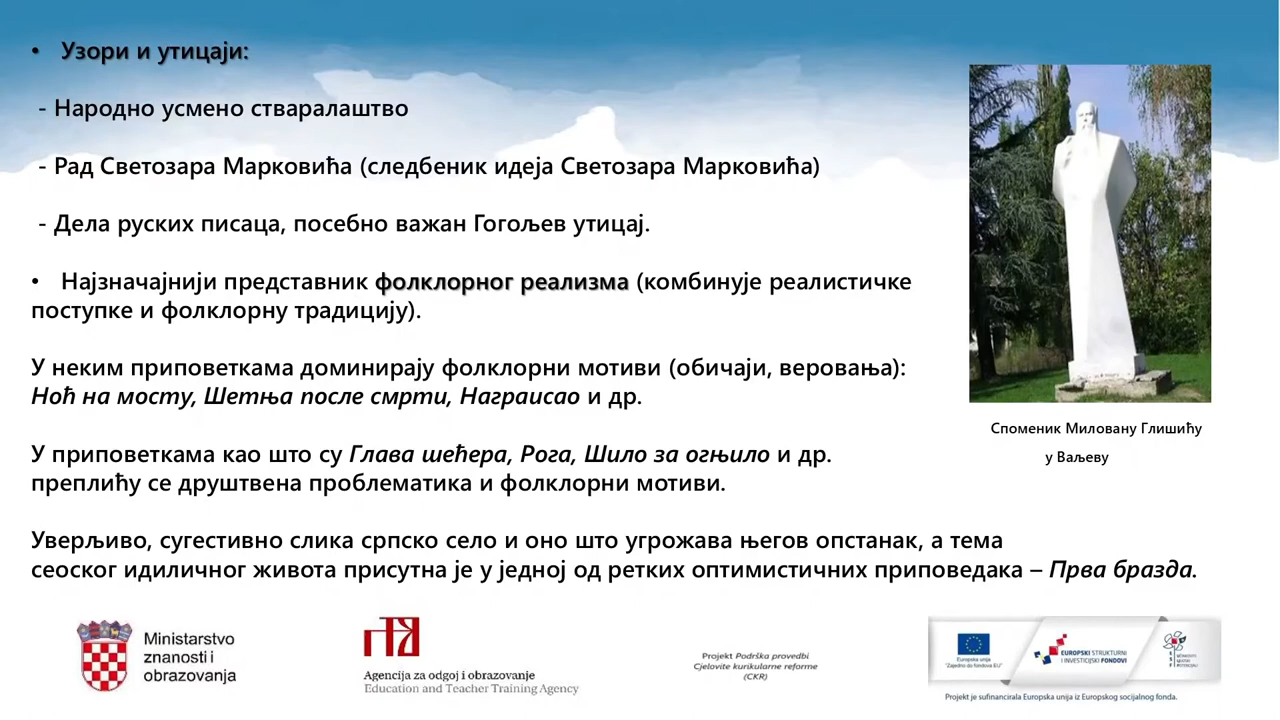 • Узори и утицаји:
- Народно усмено стваралаштво
- Рад Светозара Марковића (следбеник идеја Светозара Марковића)
- Дела руских писаца, посебно важан Гогољев утицај.
• Најзначајнији представник фолклорног реализма (комбинује реалистичке
поступке и фолклорну традицију).
У неким приповеткама доминирају фолклорни мотиви (обичаји, веровања):
Ноћ на мосту, Шетња после смрти, Награисао и др.
У приповеткама као што су Глава шећера, Рога, Шило за огњило и др.
преплићу се друштвена проблематика и фолклорни мотиви.
Уверљиво, сугестивно слика српско село и оно што угрожава његов опстанак, а тема
сеоског идиличног живота присутна је у једној од ретких оптимистичних приповедака – Прва бразда.
Споменик Миловану Глишићу
у Ваљеву
Ministarstvo
znanosti i
obrazovanja
Agencija za odgoj i obrazovanje
Education and Teacher Training Agency
Projekt Podrška provedbi
Cjelovite kurikularne reforme
(CKR)
Europska unija
"Zajedno do fondova EU"
EUROPSKI STRUKTURNI
I INVESTICIJSKI FONDOVI
Projekt je sufinancirala Europska unija iz Europskog socijalnog fonda.